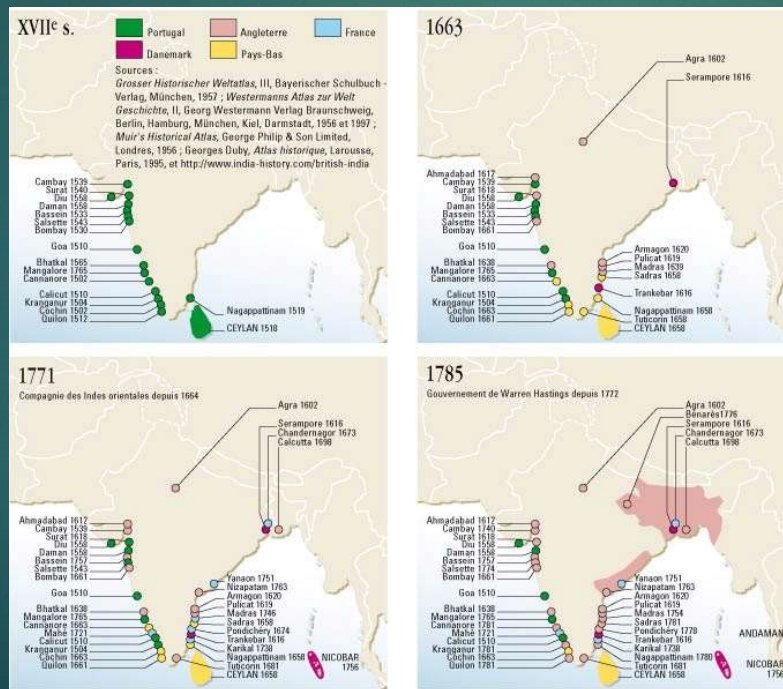 XVIIe s.
Portugal
Angleterre
France
Danemark
Pays-Bas
Sources :
Grosser Historischer Weltatlas, III, Bayerischer Schulbuch -
Verlag, München, 1957 ; Westermanns Atlas zur Welt
Geschichte, II, Georg Westermann Verlag Braunschweig,
Berlin, Hamburg, München, Kiel, Darmstadt, 1956 et 1997 ;
Muir's Historical Atlas, George Philip & Son Limited,
Londres, 1956 ; Georges Duby, Atlas historique, Larousse,
Paris, 1995, et http://www.india-history.com/british-india
Cambay 1539
Surat 1540
Diu 1558
Daman 1558
Bassein 1533
Salsette 1543
Bombay 1530
Goa 1510
Bhatkal 1565
Mangalore 1765
Cannanore 1502
Calicut 1510
Kranganur 1504
Cochin 1502
Quilon 1512
Nagappattinam 1519
CEYLAN 1518
1663
Agra 1602
Serampore 1616
Ahmadabad 1617
Cambay 1539
Surat 1618
Diu 1558
Daman 1558
Bassein 1533
Salsette 1543
Bombay 1661
Goa 1510
Bhatkal 1638
Mangalore 1765
Cannanore 1502
Calicut 1510
Kranganur 1504
Cochin 1663
Quilon 1661
Armagon 1620
Pulicat 1619
Madras 1639
Sadras 1658
Trankebar 1616
Nagappattinam 1658
Tuticorin 1658
CEYLAN 1658
1771
Compagnie des Indes orientales depuis 1664
Agra 1602
Serampore 1616
Chandernagor 1673
Calcutta 1698
Ahmadabad 1617
Cambay 1539
Surat 1618
Diu 1558
Daman 1558
Bassein 1757
Salsette 1543
Bombay 1661
Goa 1510
Bhatkal 1638
Mangalore 1765
Cannanore 1663
Mahé 1721
Calicut 1510
Kranganur 1504
Cochin 1663
Quilon 1661
Yanaon 1751
Nizapatam 1763
Armagon 1620
Pulicat 1619
Madras 1746
Sadras 1658
Pondichéry 1674
Trankebar 1616
Karikal 1738
Nagappattinam 1658
Tuticorin 1681
CEYLAN 1658
NICOBAR
1756
1785
Gouvernement de Warren Hastings depuis 1772
Agra 1602
Bénarès1776
Serampore 1616
Chandernagor 1673
Calcutta 1698
Ahmadabad 1617
Cambay 1740
Surat 1618
Diu 1558
Daman 1558
Bassein 1757
Salsette 1774
Bombay 1661
Goa 1510
Bhatkal 1638
Mangalore 1765
Cannanore 1781
Mahé 1721
Calicut 1510
Kranganur 1504
Cochin 1663
Quilon 1781
Yanaon 1751
Nizapatam 1763
Armagon 1620
Pulicat 1619
Madras 1754
Sadras 1781
Pondichéry 1778
Trankebar 1616
Karikal 1738
Nagappattinam 1780
Tuticorin 1681
CEYLAN 1658
ANDAMAN
NICOBAR
1756